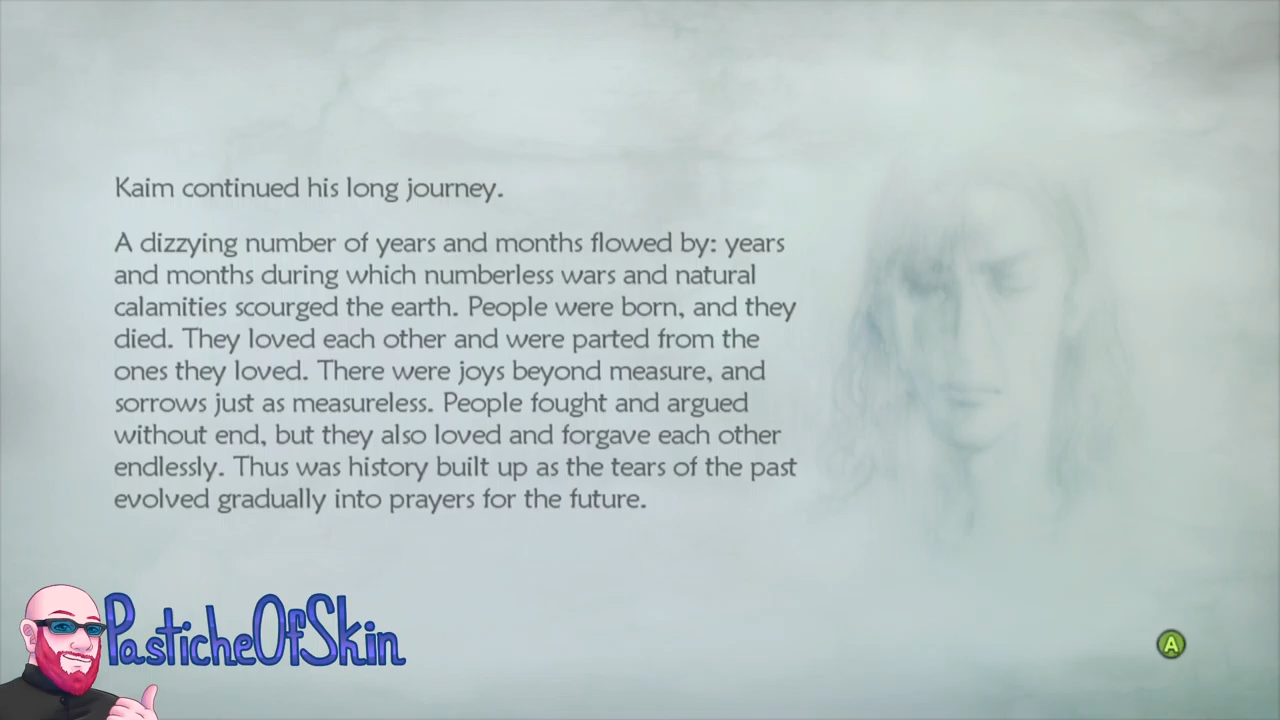 Kaim continued his long journey.
A dizzying number of years and months flowed by: years
and months during which numberless wars and natural
calamities scourged the earth. People were born, and they
died. They loved each other and were parted from the
ones they loved. There were joys beyond measure, and
sorrows just as measureless. People fought and argued
without end, but they also loved and forgave each other
endlessly. Thus was history built up as the tears of the past
evolved gradually into prayers for the future.
PasticheOfSkin
A